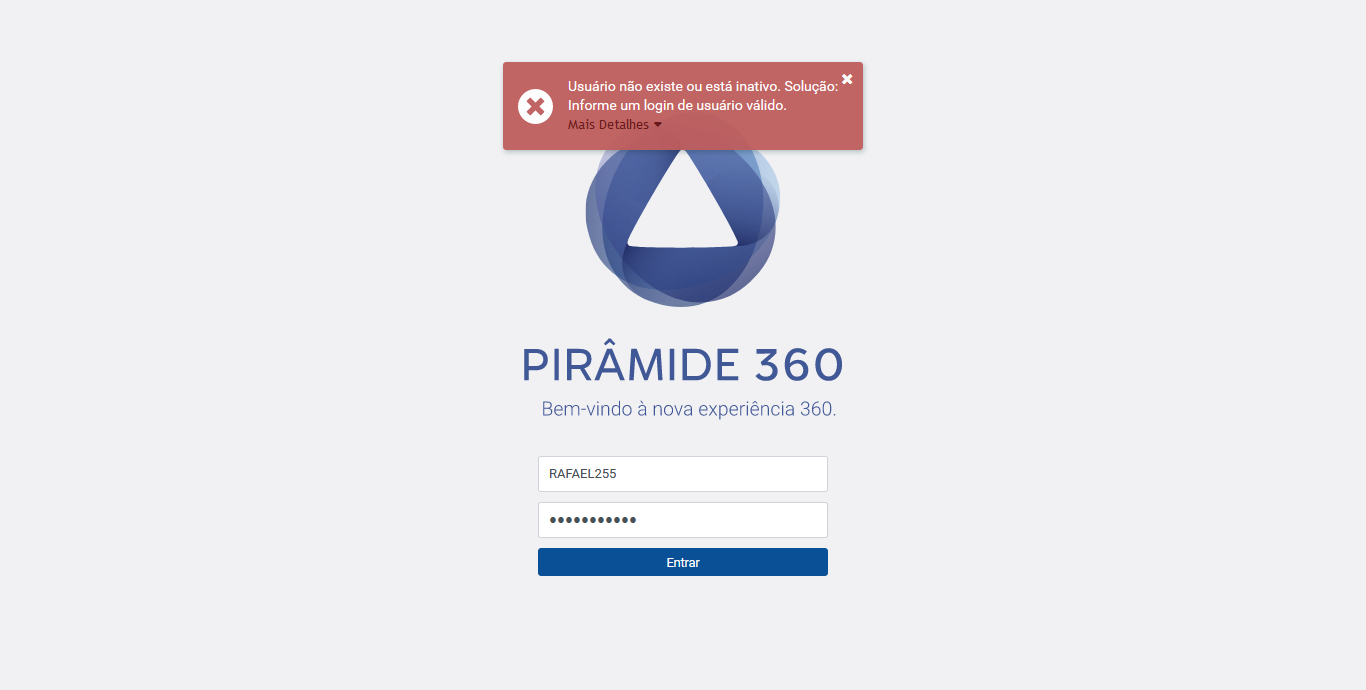 Usuário não existe ou está inativo. Solução:
Informe um login de usuário válido.
Mais Detalhes
PIRÂMIDE 360
Bem-vindo à nova experiência 360.
RAFAEL255
•••••••••••
Entrar